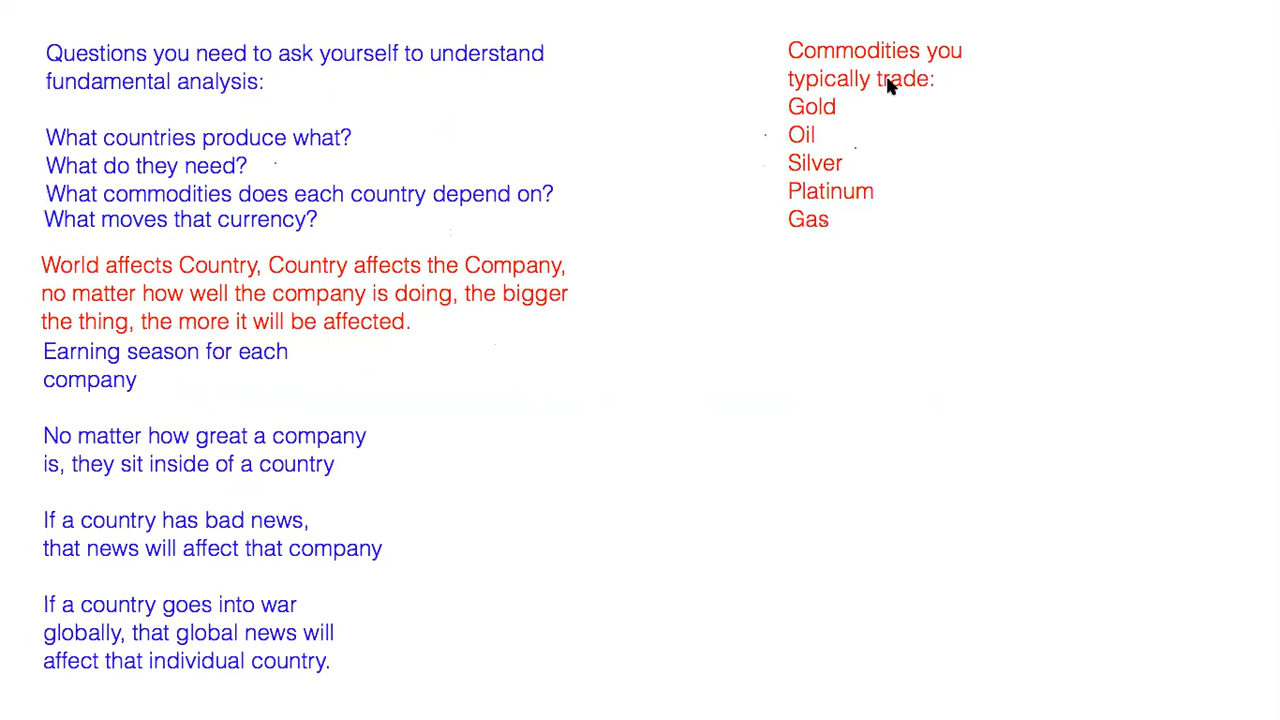 Questions you need to ask yourself to understand
fundamental analysis:
What countries produce what?
What do they need?
What commodities does each country depend on?
What moves that currency?
World affects Country, Country affects the Company,
no matter how well the company is doing, the bigger
the thing, the more it will be affected.
Earning season for each
company
No matter how great a company
is, they sit inside of a country
If a country has bad news,
that news will affect that company
If a country goes into war
globally, that global news will
affect that individual country.
Commodities you
typically trade:
Gold
Oil
Silver
Platinum
Gas